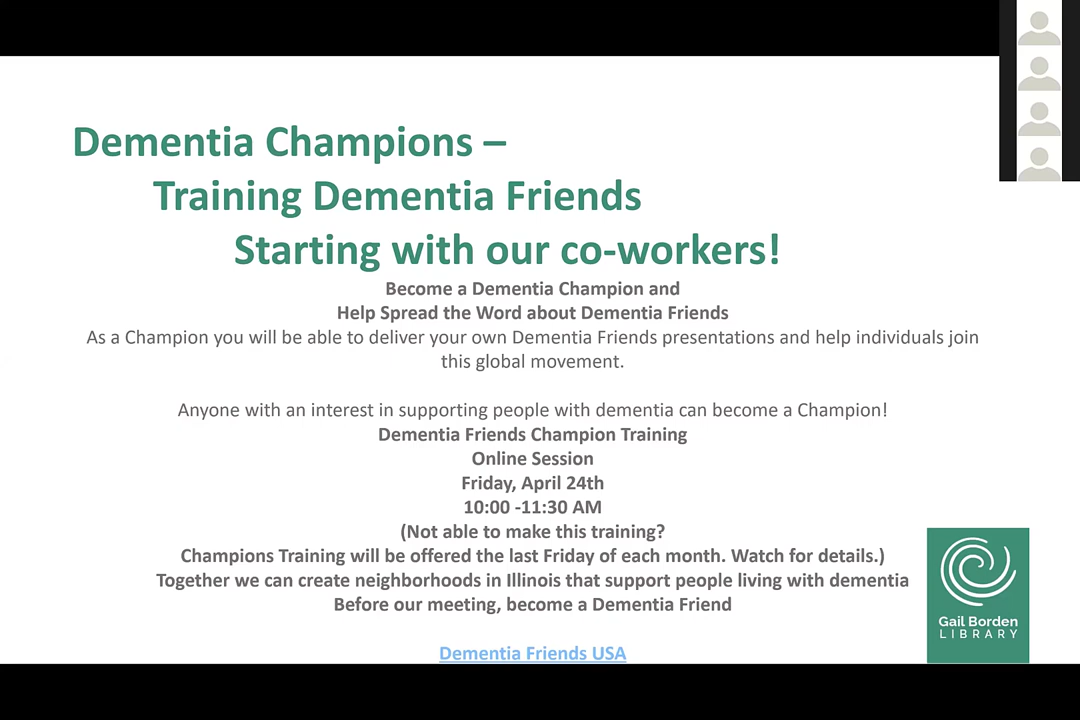 Dementia Champions –
Training Dementia Friends
Starting with our co-workers!
Become a Dementia Champion and
Help Spread the Word about Dementia Friends
As a Champion you will be able to deliver your own Dementia Friends presentations and help individuals join
this global movement.
Anyone with an interest in supporting people with dementia can become a Champion!
Dementia Friends Champion Training
Online Session
Friday, April 24th
10:00 -11:30 AM
(Not able to make this training?
Champions Training will be offered the last Friday of each month. Watch for details.)
Together we can create neighborhoods in Illinois that support people living with dementia
Before our meeting, become a Dementia Friend
Dementia Friends USA
Gail Borden
LIBRARY